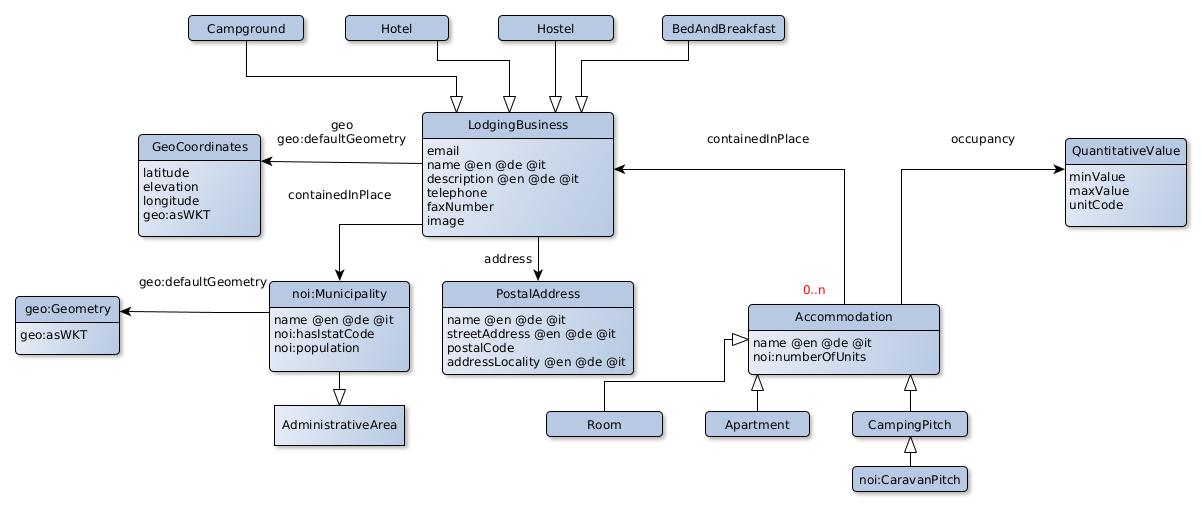 Campground
Hotel
Hostel
BedAndBreakfast
geo
geo:defaultGeometry
LodgingBusiness
email
name @en @de @it
description @en @de @it
telephone
faxNumber
image
GeoCoordinates
latitude
elevation
longitude
geo:asWKT
containedInPlace
containedInPlace
occupancy
QuantitativeValue
minValue
maxValue
unitCode
address
geo:defaultGeometry
geo:Geometry
geo:asWKT
noi:Municipality
name @en @de @it
noi:hasIstatCode
noi:population
PostalAddress
name @en @de @it
streetAddress @en @de @it
postalCode
addressLocality @en @de @it
0..n
Accommodation
name @en @de @it
noi:numberOfUnits
AdministrativeArea
Room
Apartment
CampingPitch
noi:CaravanPitch